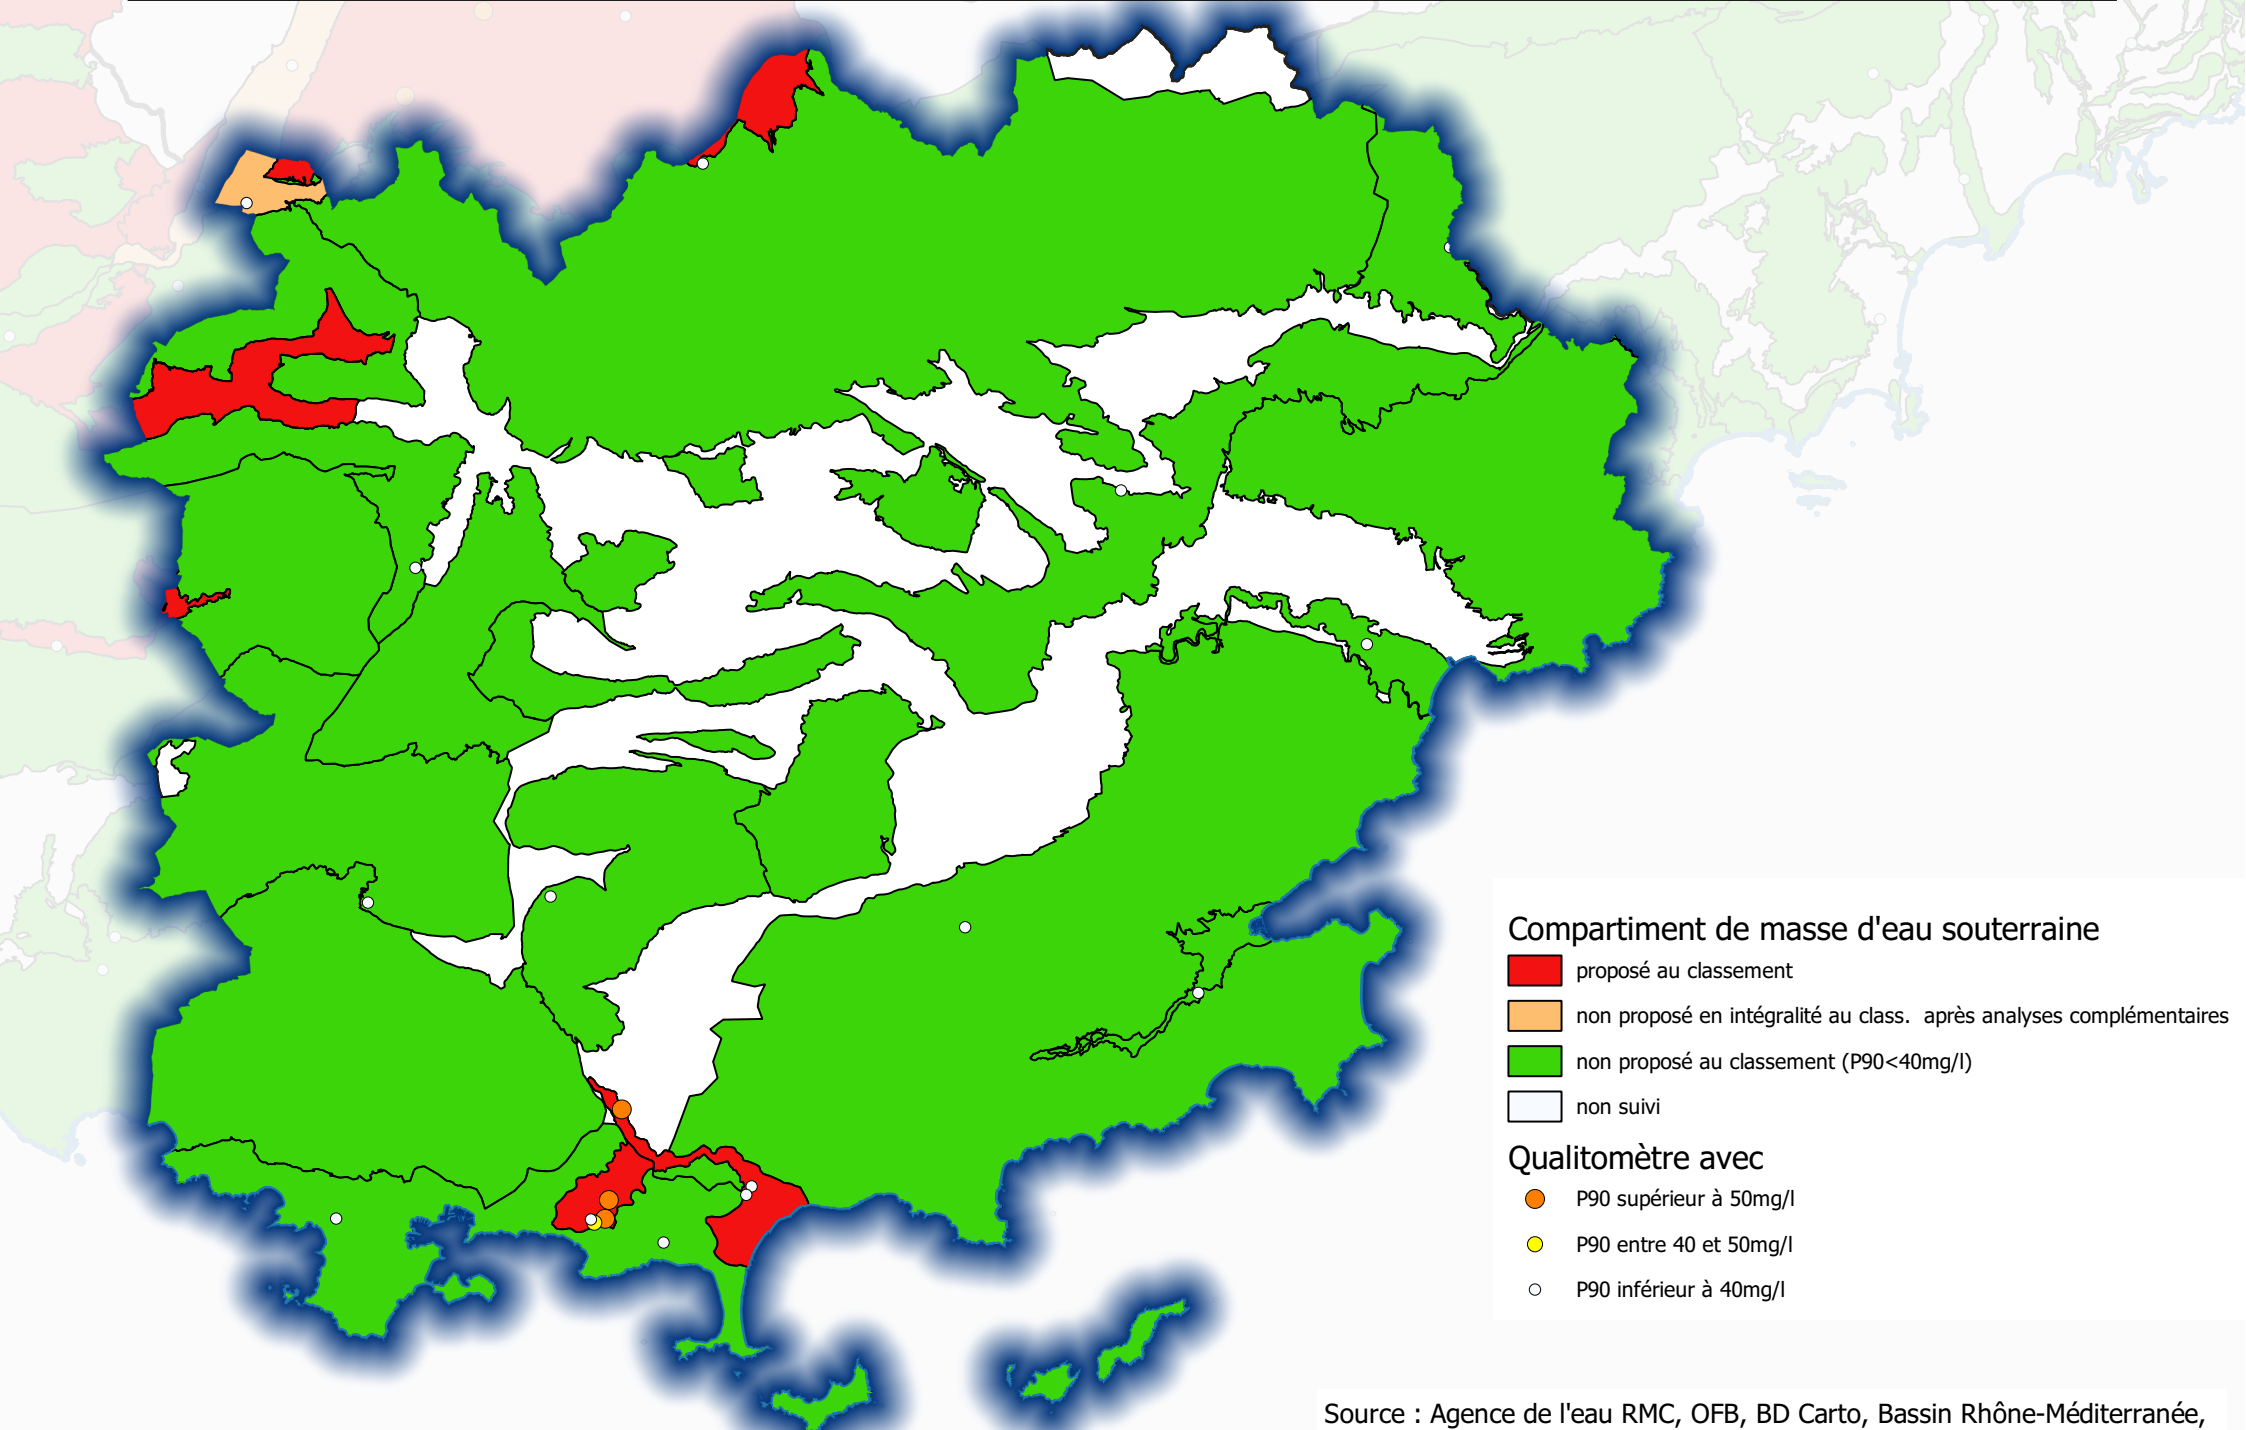 Compartiment de masse d'eau souterraine
proposé au classement
non proposé en intégralité au class.  après analyses complémentaires
non proposé au classement (P90<40mg/l)
non suivi
Qualitomètre avec
P90 supérieur à 50mg/l
P90 entre 40 et 50mg/l
P90 inférieur à 40mg/l
Source : Agence de l'eau RMC, OFB, BD Carto, Bassin Rhône-Méditerranée,